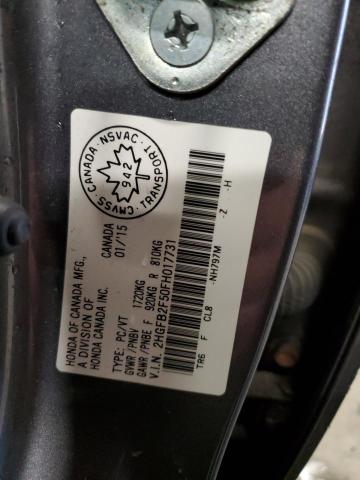 HONDA OF CANADA MFG.,
A DIVISION OF
HONDA CANADA INC.
CANADA
01/'15
TYPE: PC/VT
GVWR / PNBV 1720KG
GAWR / PNBE F 920KG R 810KG
V.I.N. 2HGFB2F50FH017731
CMVSS · CANADA · NSVAC
942
TRANSPORT
TR6 F CL8 NH797M Z H